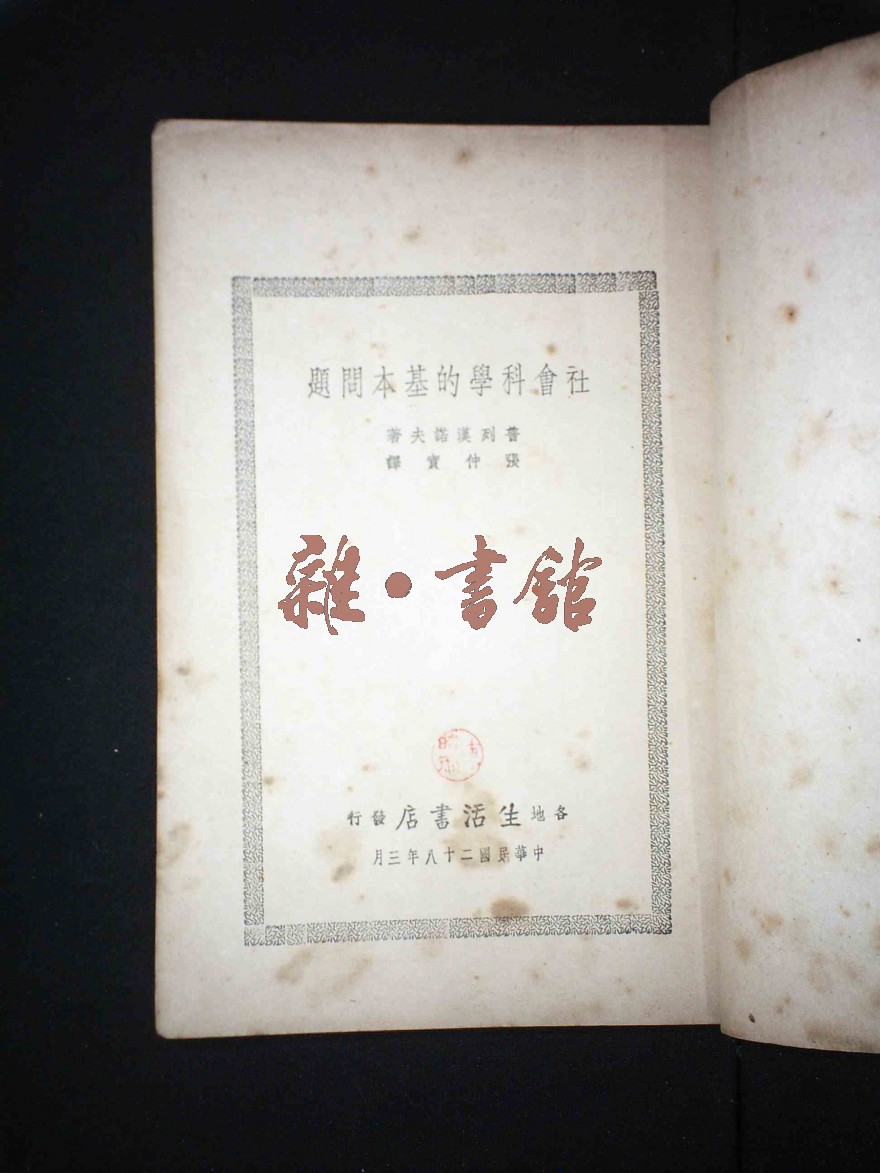 社會科學的基本問題
普列漢諾夫著
張仲實譯
雜•書館
各地生活書店發行
中華民國二十八年三月